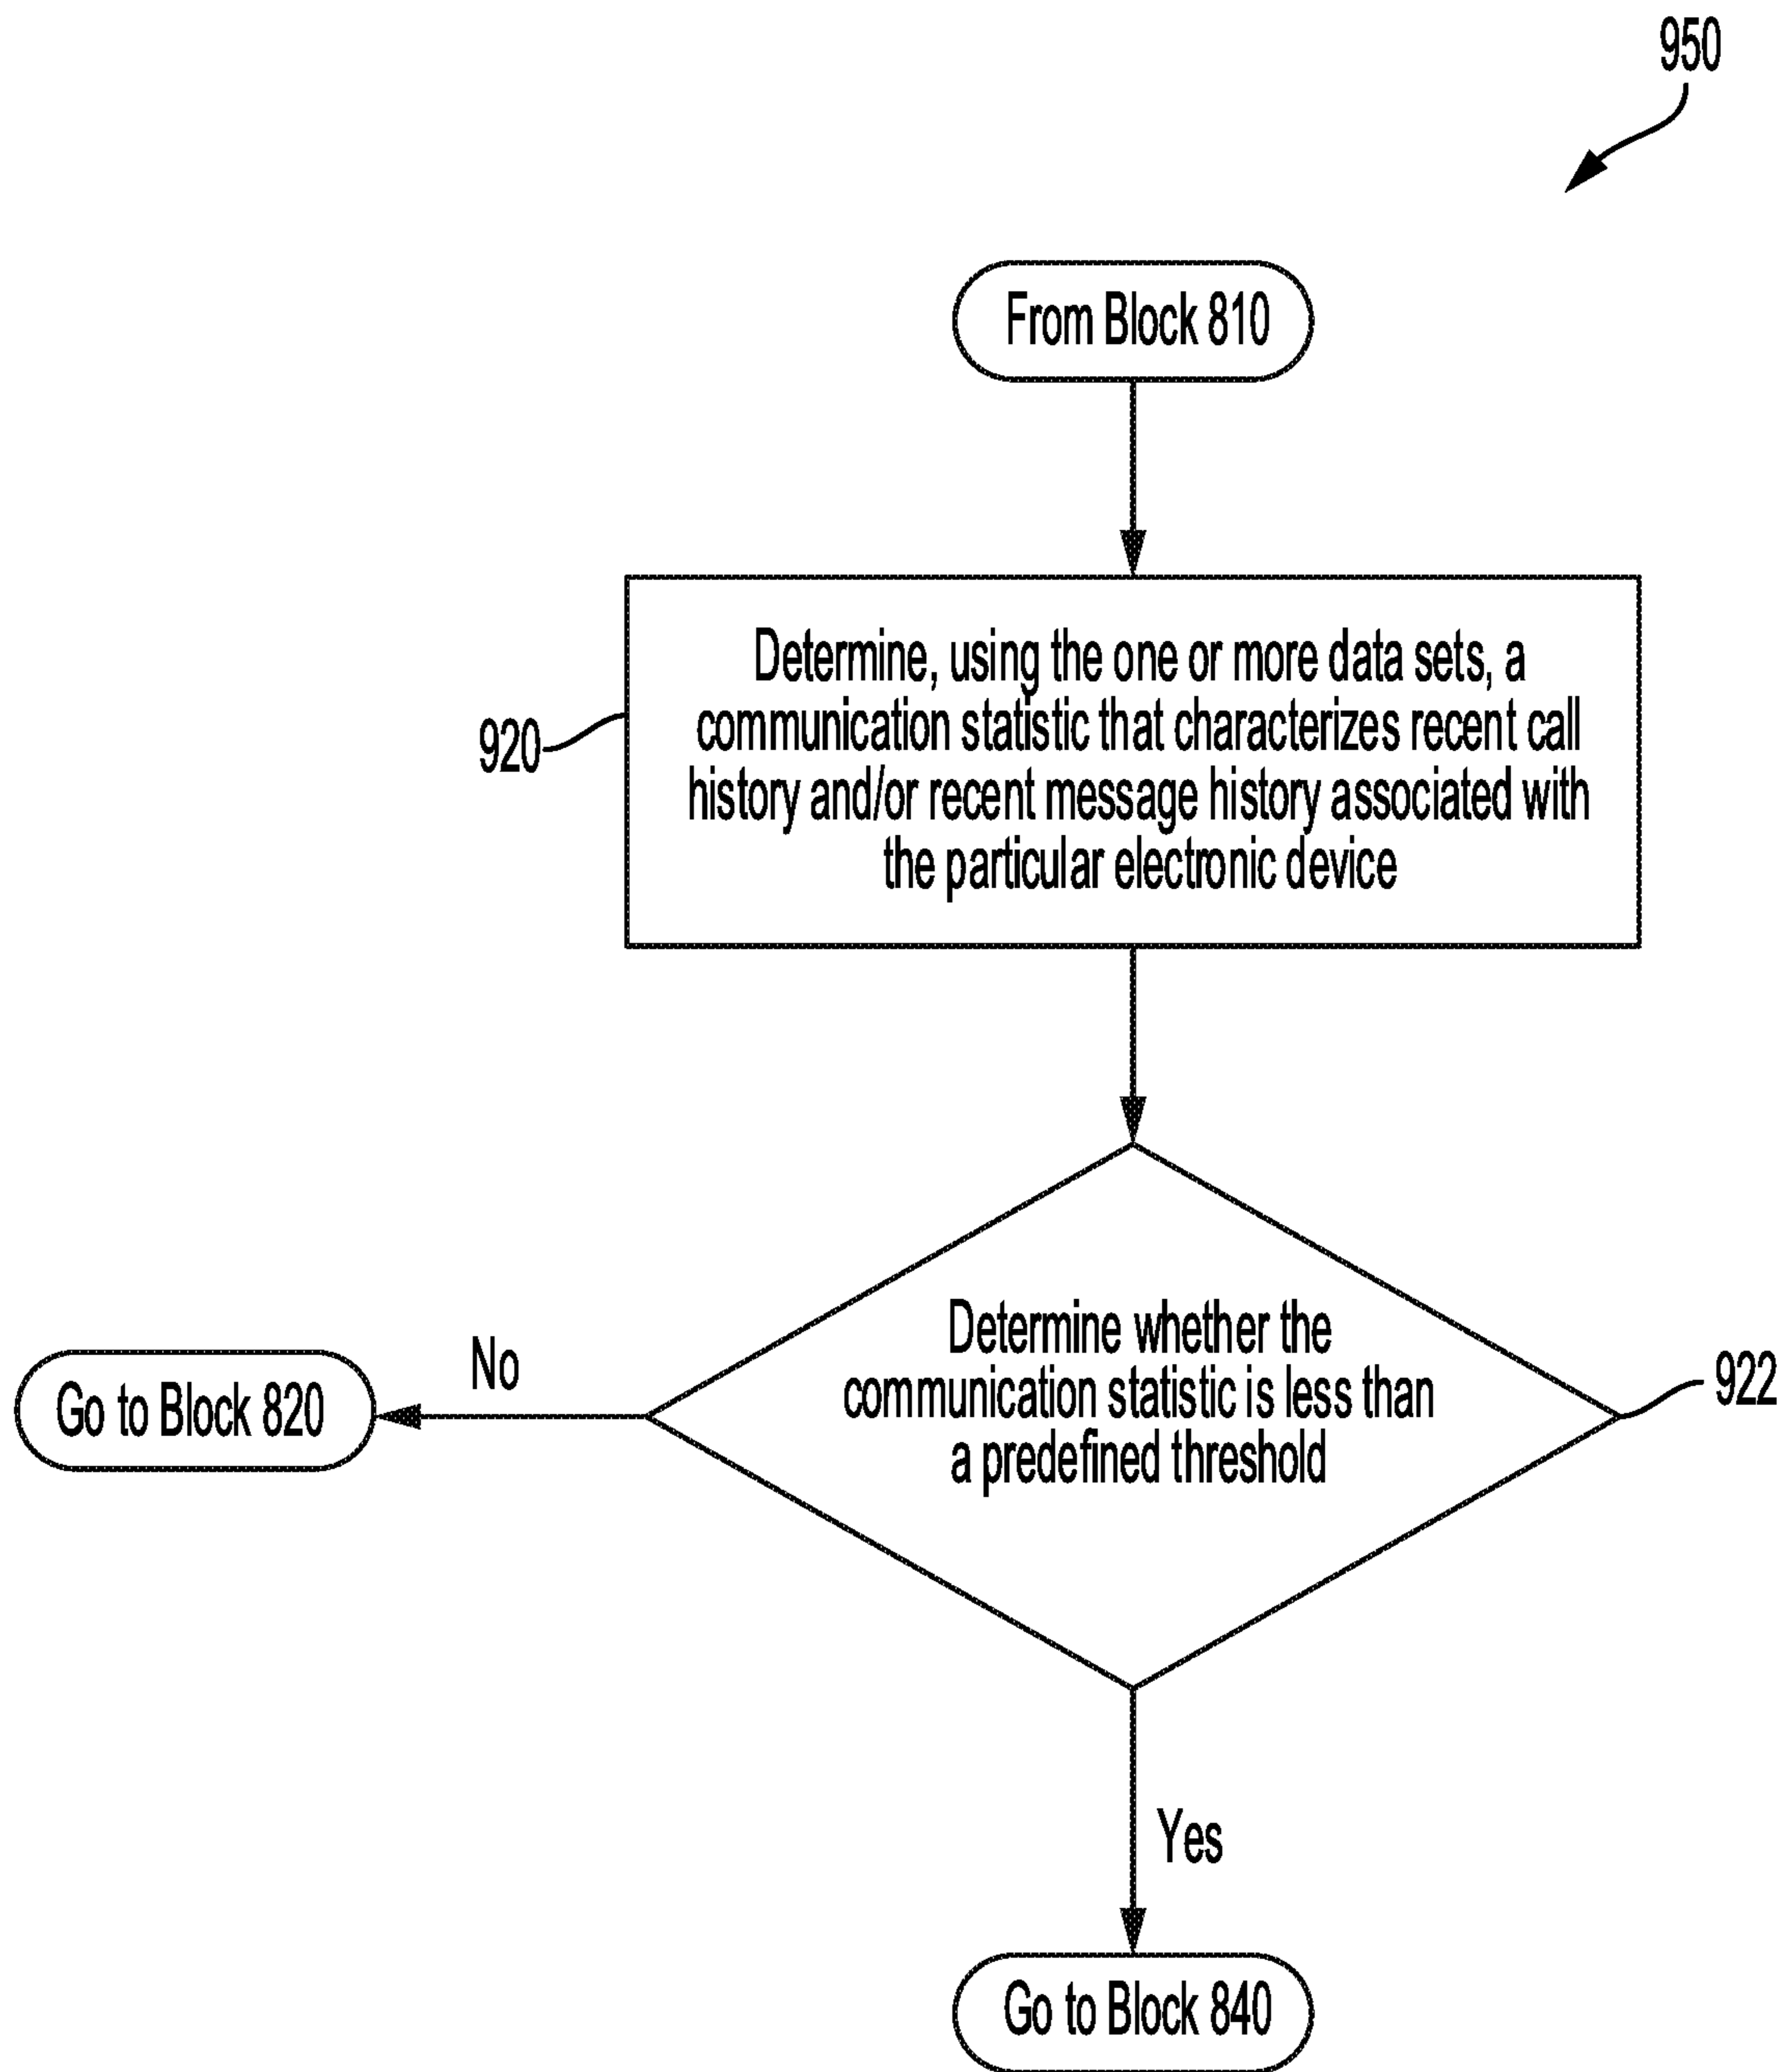 950
From Block 810
Determine, using the one or more data sets, a
communication statistic that characterizes recent call
history and/or recent message history associated with
the particular electronic device
920
Determine whether the
communication statistic is less than
a predefined threshold
922
No
Go to Block 820
Yes
Go to Block 840